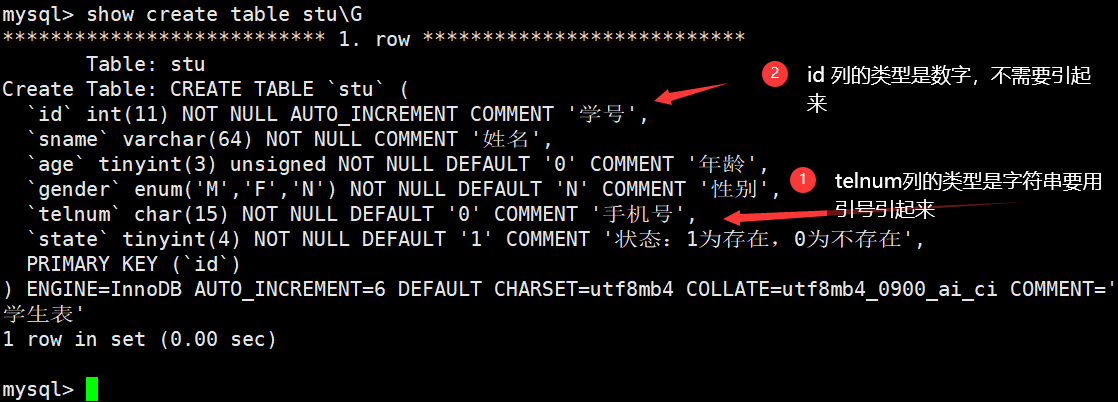 mysql> show create table stu\G
*************************** 1. row ***************************
       Table: stu
Create Table: CREATE TABLE `stu` (
  `id` int(11) NOT NULL AUTO_INCREMENT COMMENT '学号',
  `sname` varchar(64) NOT NULL COMMENT '姓名',
  `age` tinyint(3) unsigned NOT NULL DEFAULT '0' COMMENT '年龄',
  `gender` enum('M','F','N') NOT NULL DEFAULT 'N' COMMENT '性别',
  `telnum` char(15) NOT NULL DEFAULT '0' COMMENT '手机号',
  `state` tinyint(4) NOT NULL DEFAULT '1' COMMENT '状态：1为存在，0为不存在',
  PRIMARY KEY (`id`)
) ENGINE=InnoDB AUTO_INCREMENT=6 DEFAULT CHARSET=utf8mb4 COLLATE=utf8mb4_0900_ai_ci COMMENT='
学生表'
1 row in set (0.00 sec)
mysql>
2 id 列的类型是数字，不需要引起
来
1 telnum列的类型是字符串要用
引号引起来